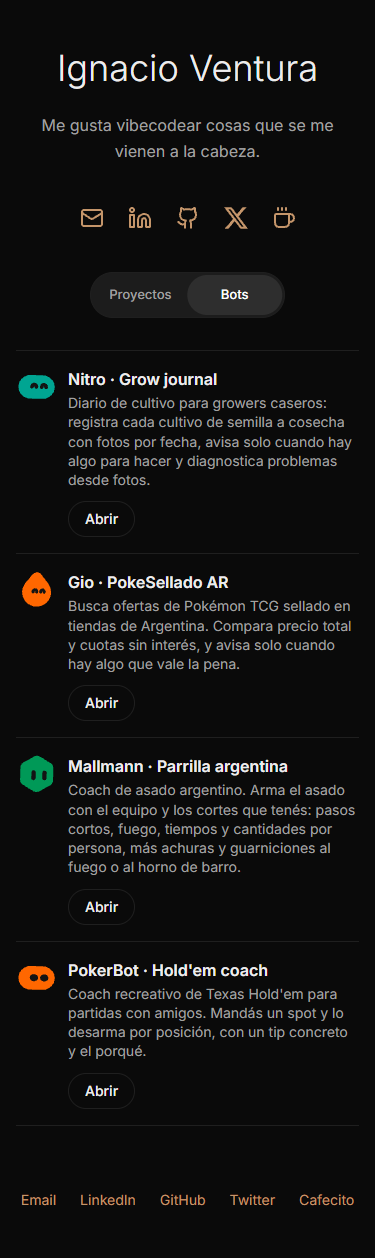 Ignacio Ventura
Me gusta vibecodear cosas que se me
vienen a la cabeza.
Proyectos Bots
Nitro · Grow journal
Diario de cultivo para growers caseros:
registra cada cultivo de semilla a cosecha
con fotos por fecha, avisa solo cuando hay
algo para hacer y diagnostica problemas
desde fotos.
Abrir
Gio · PokeSellado AR
Busca ofertas de Pokémon TCG sellado en
tiendas de Argentina. Compara precio total
y cuotas sin interés, y avisa solo cuando
hay algo que vale la pena.
Abrir
Mallmann · Parrilla argentina
Coach de asado argentino. Arma el asado
con el equipo y los cortes que tenés: pasos
cortos, fuego, tiempos y cantidades por
persona, más achuras y guarniciones al
fuego o al horno de barro.
Abrir
PokerBot · Hold'em coach
Coach recreativo de Texas Hold'em para
partidas con amigos. Mandás un spot y lo
desarma por posición, con un tip concreto
y el porqué.
Abrir
Email LinkedIn GitHub Twitter Cafecito